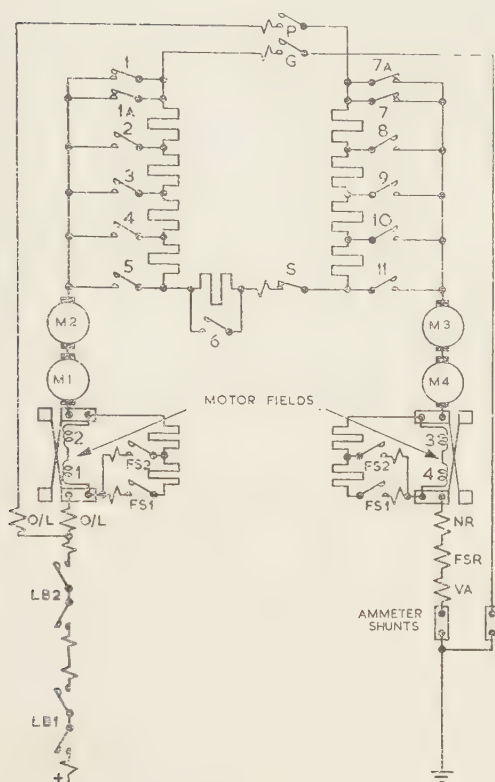 P
G
1
7A
1A
7
2
8
3
9
4
10
5
S
11
6
M2
M3
M1
M4
MOTOR FIELDS
2
3
FS2
FS2
1
4
FS1
FS1
O/L
O/L
NR
FSR
LB2
VA
AMMETER
SHUNTS
LB1
+